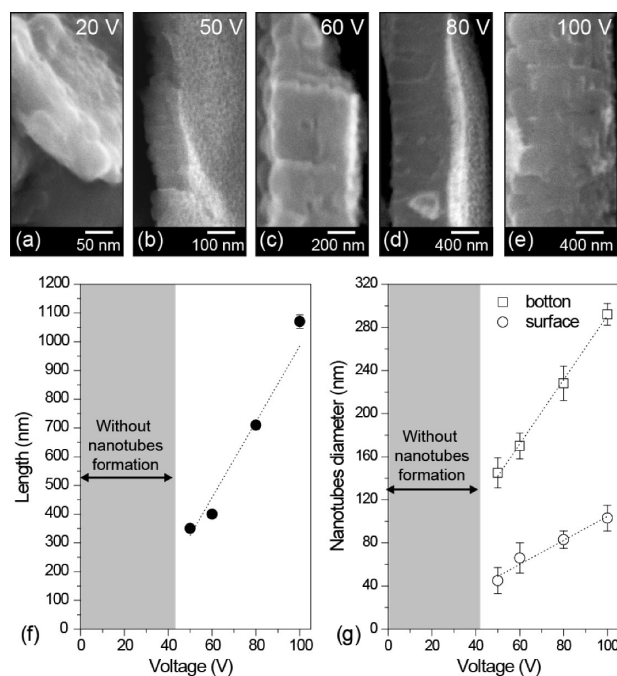 20 V
50 V
60 V
80 V
100 V
(a)
50 nm
(b)
100 nm
(c)
200 nm
(d)
400 nm
(e)
400 nm
1200
1100
1000
900
800
700
600
500
400
300
200
100
0
Length (nm)
Without
nanotubes
formation
0 20 40 60 80 100
Voltage (V)
(f)
320
280
240
200
160
120
80
40
0
Nanotubes diameter (nm)
botton
surface
Without
nanotubes
formation
0 20 40 60 80 100
Voltage (V)
(g)